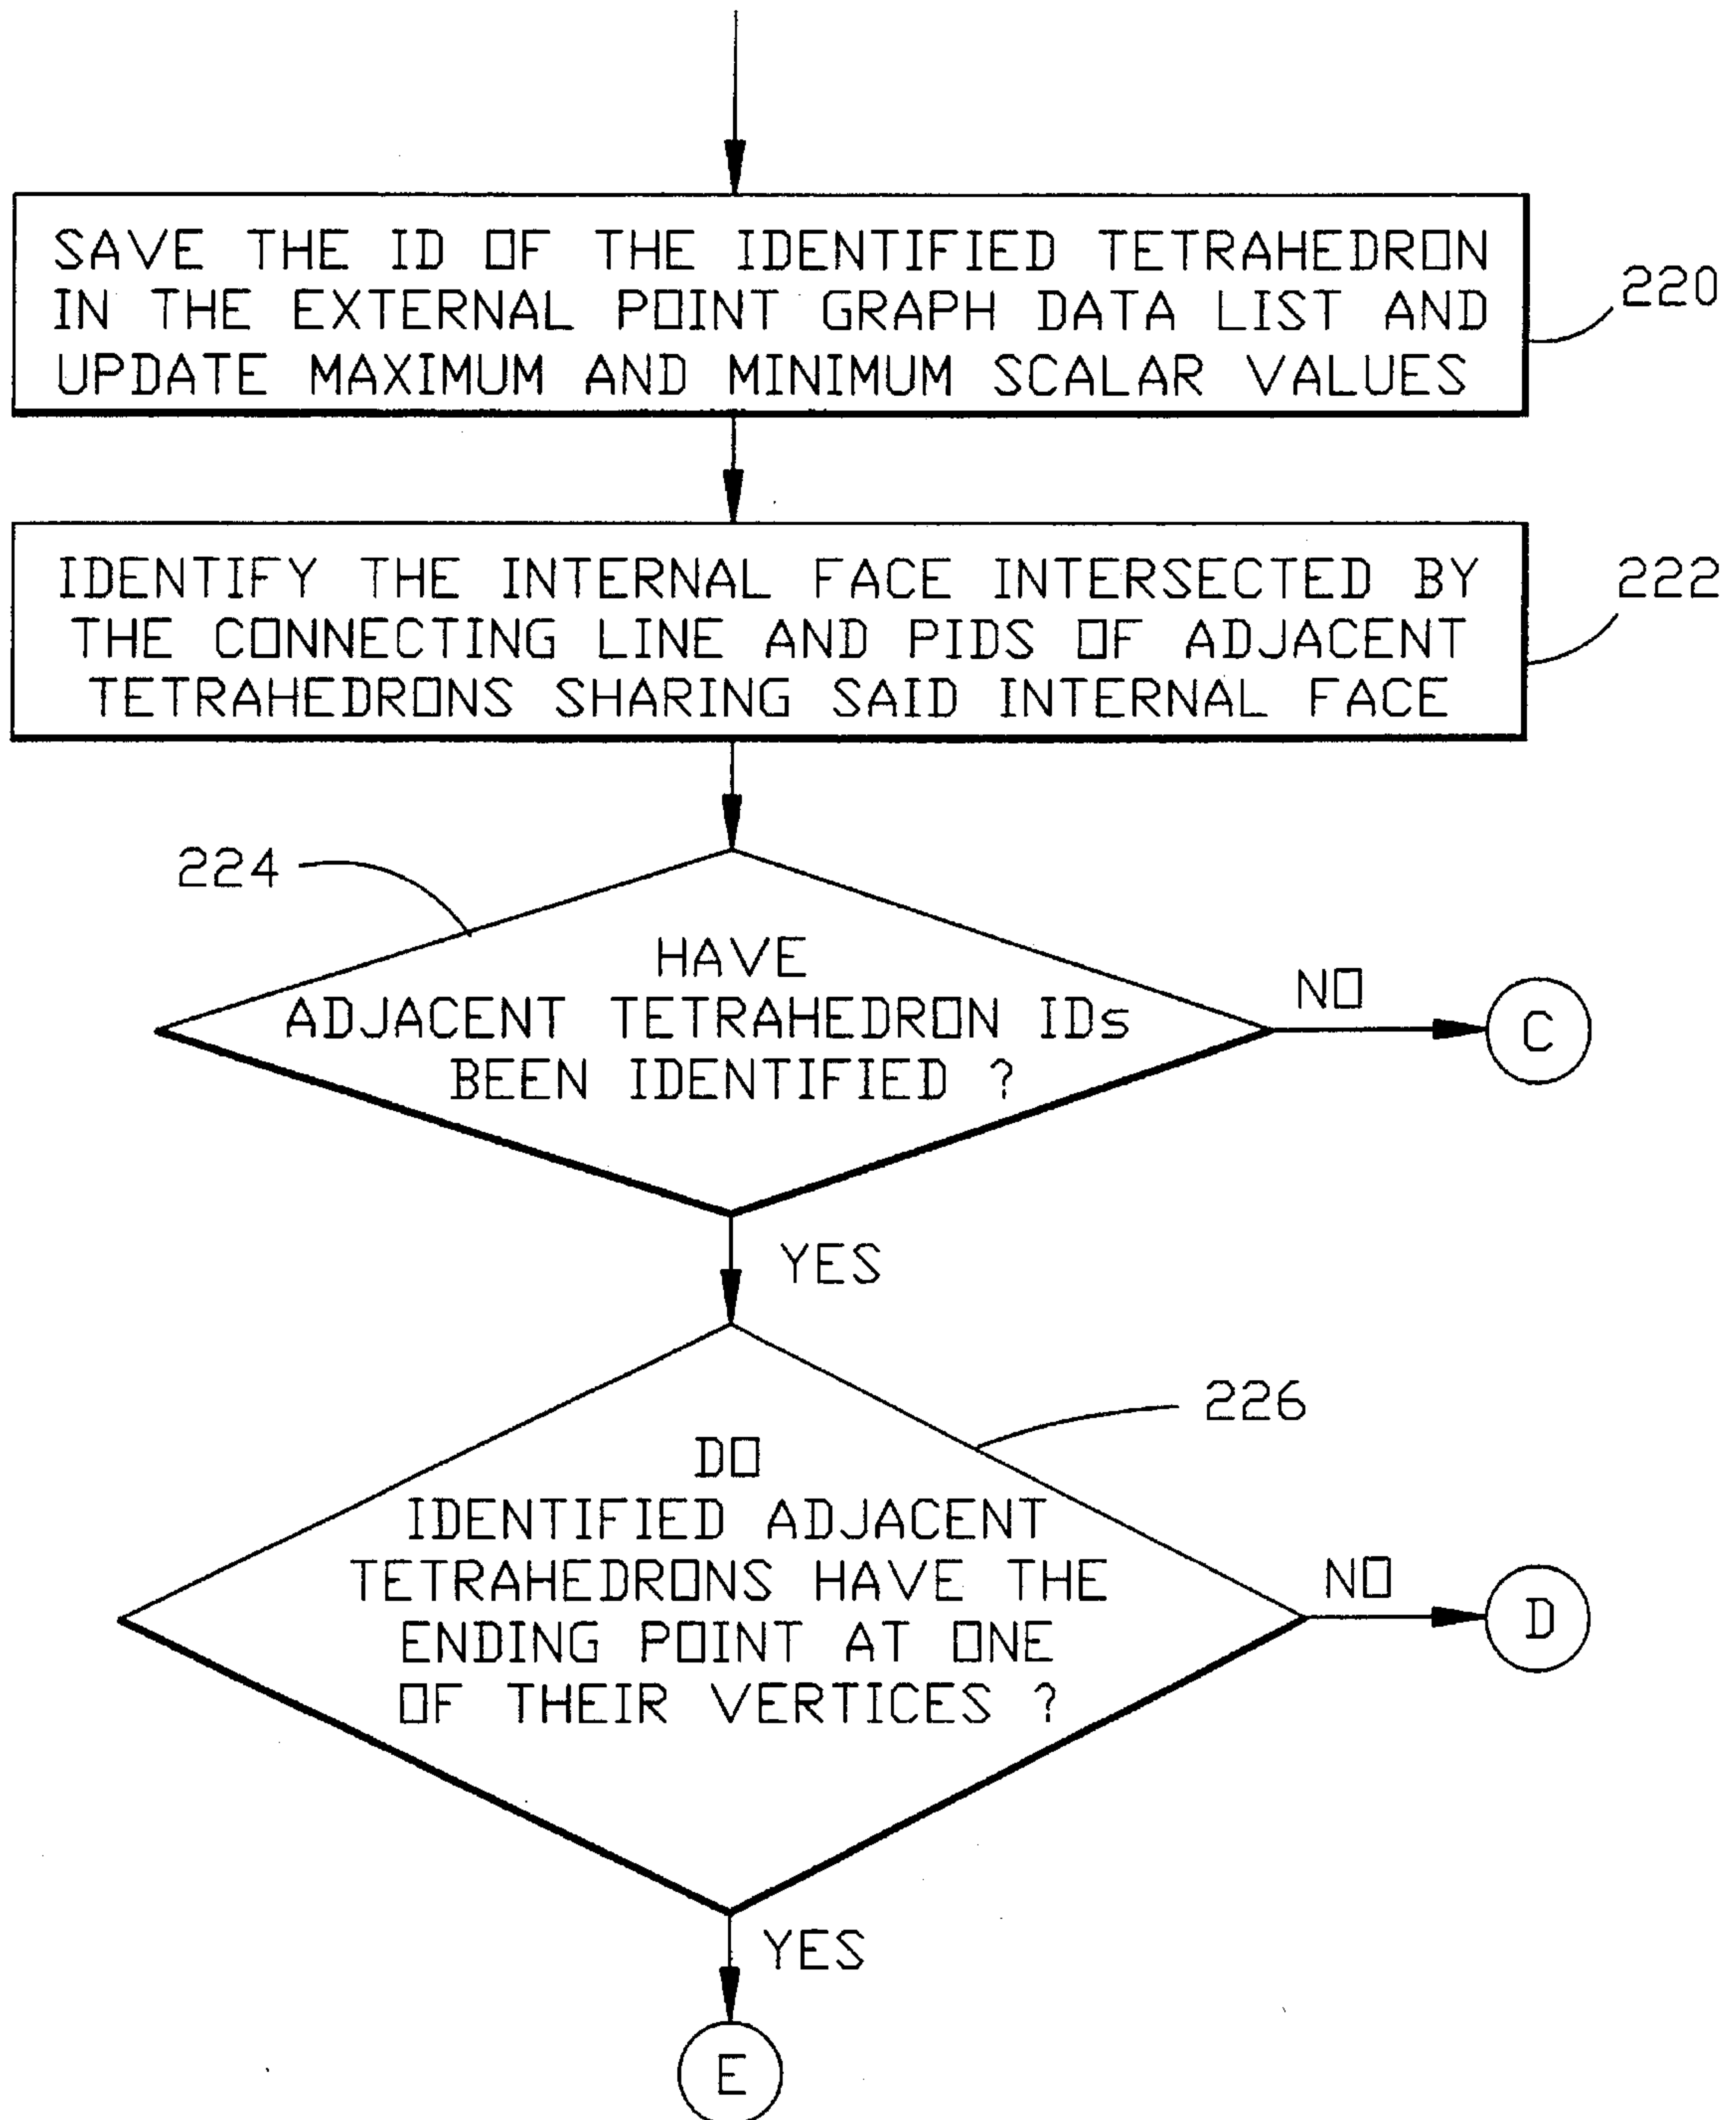 SAVE THE ID OF THE IDENTIFIED TETRAHEDRON
IN THE EXTERNAL POINT GRAPH DATA LIST AND
UPDATE MAXIMUM AND MINIMUM SCALAR VALUES
220
IDENTIFY THE INTERNAL FACE INTERSECTED BY
THE CONNECTING LINE AND PIDS OF ADJACENT
TETRAHEDRONS SHARING SAID INTERNAL FACE
222
224
HAVE
ADJACENT TETRAHEDRON IDs
BEEN IDENTIFIED ?
NO
C
YES
226
DO
IDENTIFIED ADJACENT
TETRAHEDRONS HAVE THE
ENDING POINT AT ONE
OF THEIR VERTICES ?
NO
D
YES
E